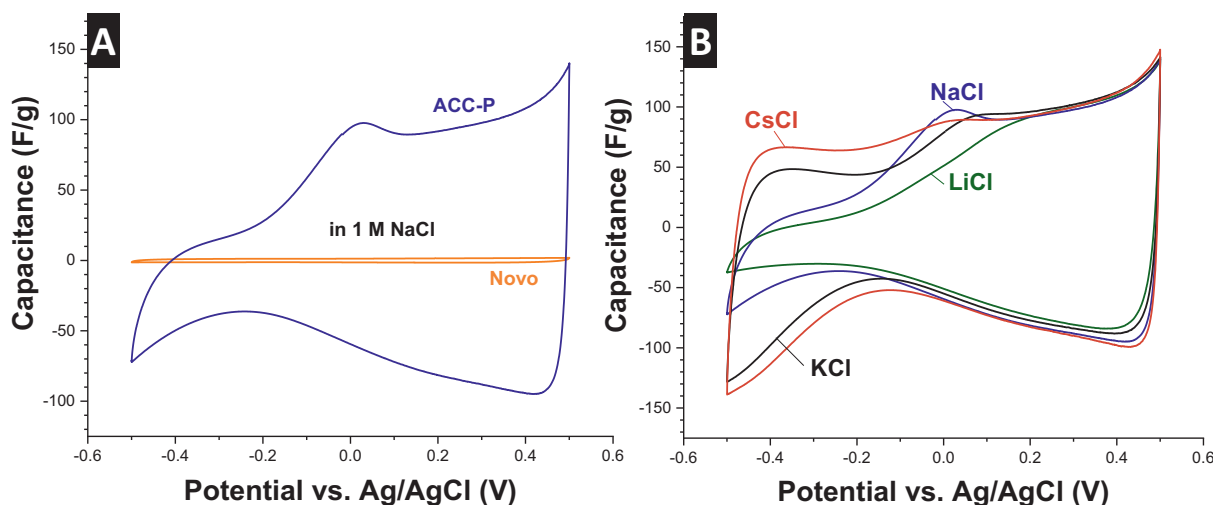 A
150
100
50
0
-50
-100
ACC-P
in 1 M NaCl
Novo
Capacitance (F/g)
-0.6 -0.4 -0.2 0.0 0.2 0.4 0.6
Potential vs. Ag/AgCl (V)
B
150
100
50
0
-50
-100
-150
NaCl
CsCl
LiCl
KCl
Capacitance (F/g)
-0.6 -0.4 -0.2 0.0 0.2 0.4 0.6
Potential vs. Ag/AgCl (V)